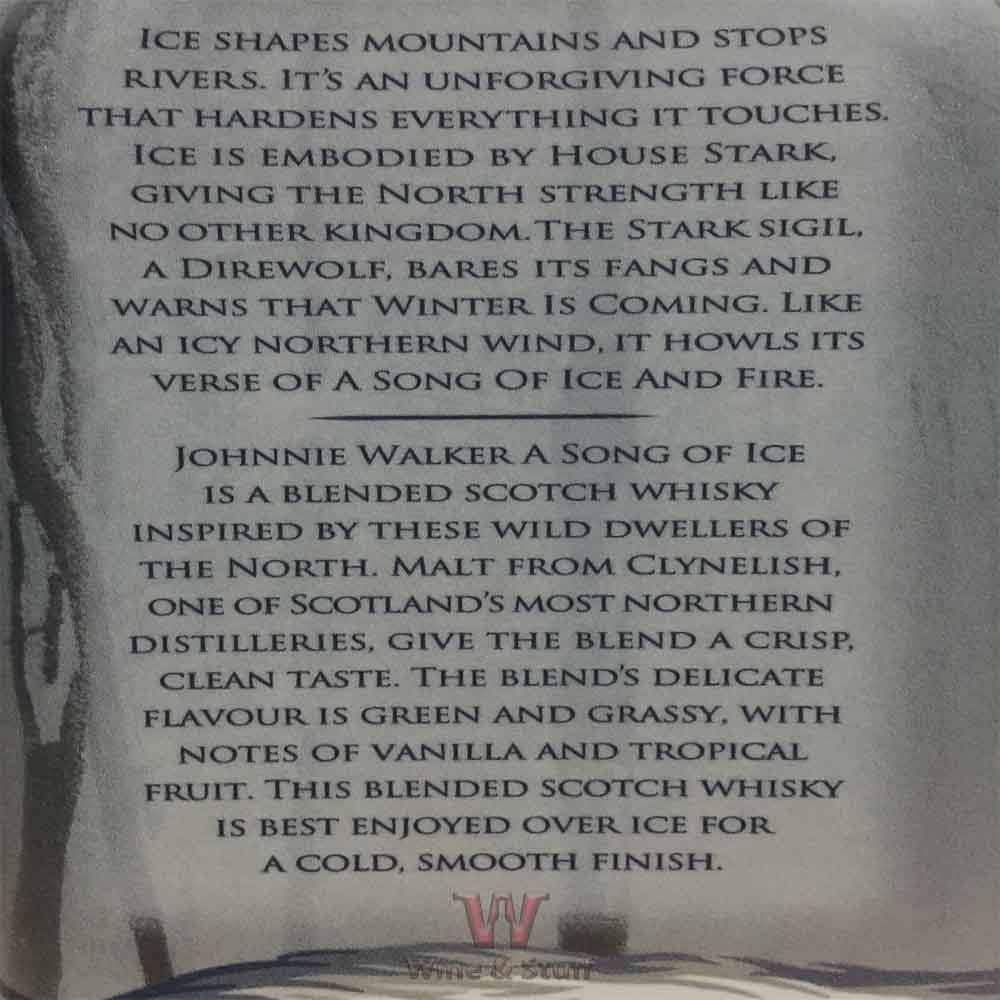 ICE SHAPES MOUNTAINS AND STOPS
RIVERS. IT'S AN UNFORGIVING FORCE
THAT HARDENS EVERYTHING IT TOUCHES.
ICE IS EMBODIED BY HOUSE STARK,
GIVING THE NORTH STRENGTH LIKE
NO OTHER KINGDOM. THE STARK SIGIL,
A DIREWOLF, BARES ITS FANGS AND
WARNS THAT WINTER IS COMING. LIKE
AN ICY NORTHERN WIND, IT HOWLS ITS
VERSE OF A SONG OF ICE AND FIRE.
JOHNNIE WALKER A SONG OF ICE
IS A BLENDED SCOTCH WHISKY
INSPIRED BY THESE WILD DWELLERS OF
THE NORTH. MALT FROM CLYNELISH,
ONE OF SCOTLAND'S MOST NORTHERN
DISTILLERIES, GIVE THE BLEND A CRISP,
CLEAN TASTE. THE BLEND'S DELICATE
FLAVOUR IS GREEN AND GRASSY, WITH
NOTES OF VANILLA AND TROPICAL
FRUIT. THIS BLENDED SCOTCH WHISKY
IS BEST ENJOYED OVER ICE FOR
A COLD, SMOOTH FINISH.
W
Wine & Stuff